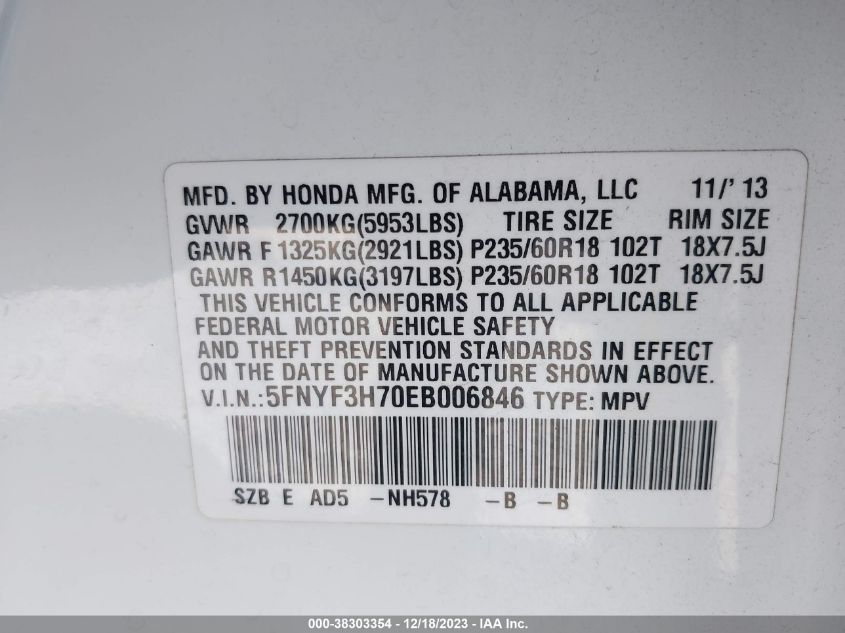 MFD. BY HONDA MFG. OF ALABAMA, LLC 11/' 13
GVWR 2700KG(5953LBS) TIRE SIZE RIM SIZE
GAWR F 1325KG(2921LBS) P235/60R18 102T 18X7.5J
GAWR R1450KG(3197LBS) P235/60R18 102T 18X7.5J
THIS VEHICLE CONFORMS TO ALL APPLICABLE
FEDERAL MOTOR VEHICLE SAFETY
AND THEFT PREVENTION STANDARDS IN EFFECT
ON THE DATE OF MANUFACTURE SHOWN ABOVE.
V.I.N.:5FNYF3H70EB006846 TYPE: MPV
SZB E AD5 -NH578 -B -B
000-38303354 - 12/18/2023 - IAA Inc.